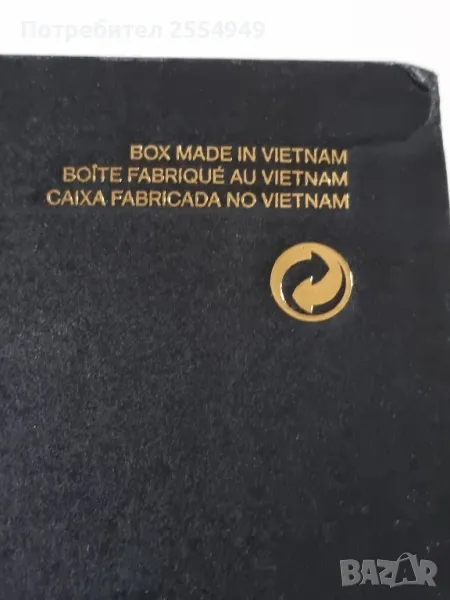 Потребител 2554949
BOX MADE IN VIETNAM
BOÎTE FABRIQUÉ AU VIETNAM
CAIXA FABRICADA NO VIETNAM
BAZAR